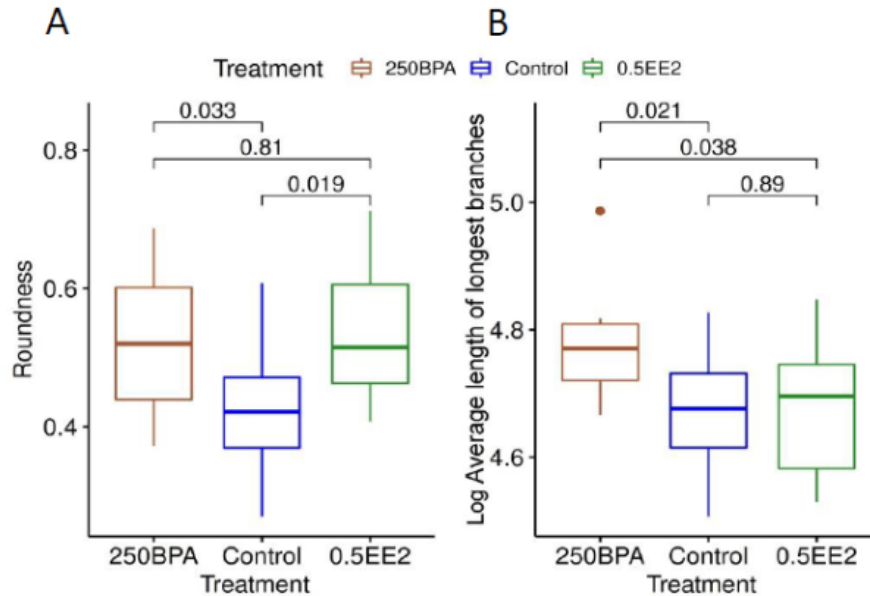 A
B
Treatment 250BPA Control 0.5EE2
0.033
0.81
0.019
0.8
0.6
0.4
Roundness
250BPA Control 0.5EE2
Treatment
0.021
0.038
0.89
5.0
4.8
4.6
Log Average length of longest branches
250BPA Control 0.5EE2
Treatment